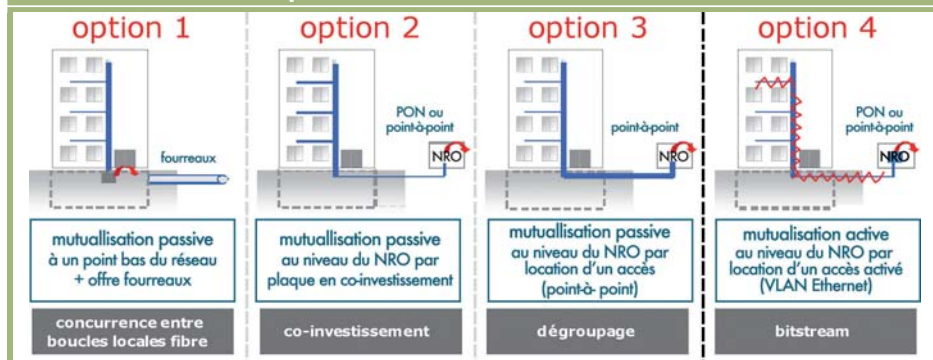 option 1
fourreaux
mutuallisation passive
à un point bas du réseau
+ offre fourreaux
concurrence entre
boucles locales fibre
option 2
PON ou
point-à-point
NRO
mutuallisation passive
au niveau du NRO par
plaque en co-investissement
co-investissement
option 3
point-à-point
NRO
mutuallisation passive
au niveau du NRO par
location d'un accès
(point-à- point)
dégroupage
option 4
PON ou
point-à-point
NRO
mutualisation active
au niveau du NRO par
location d'un accès activé
(VLAN Ethernet)
bitstream